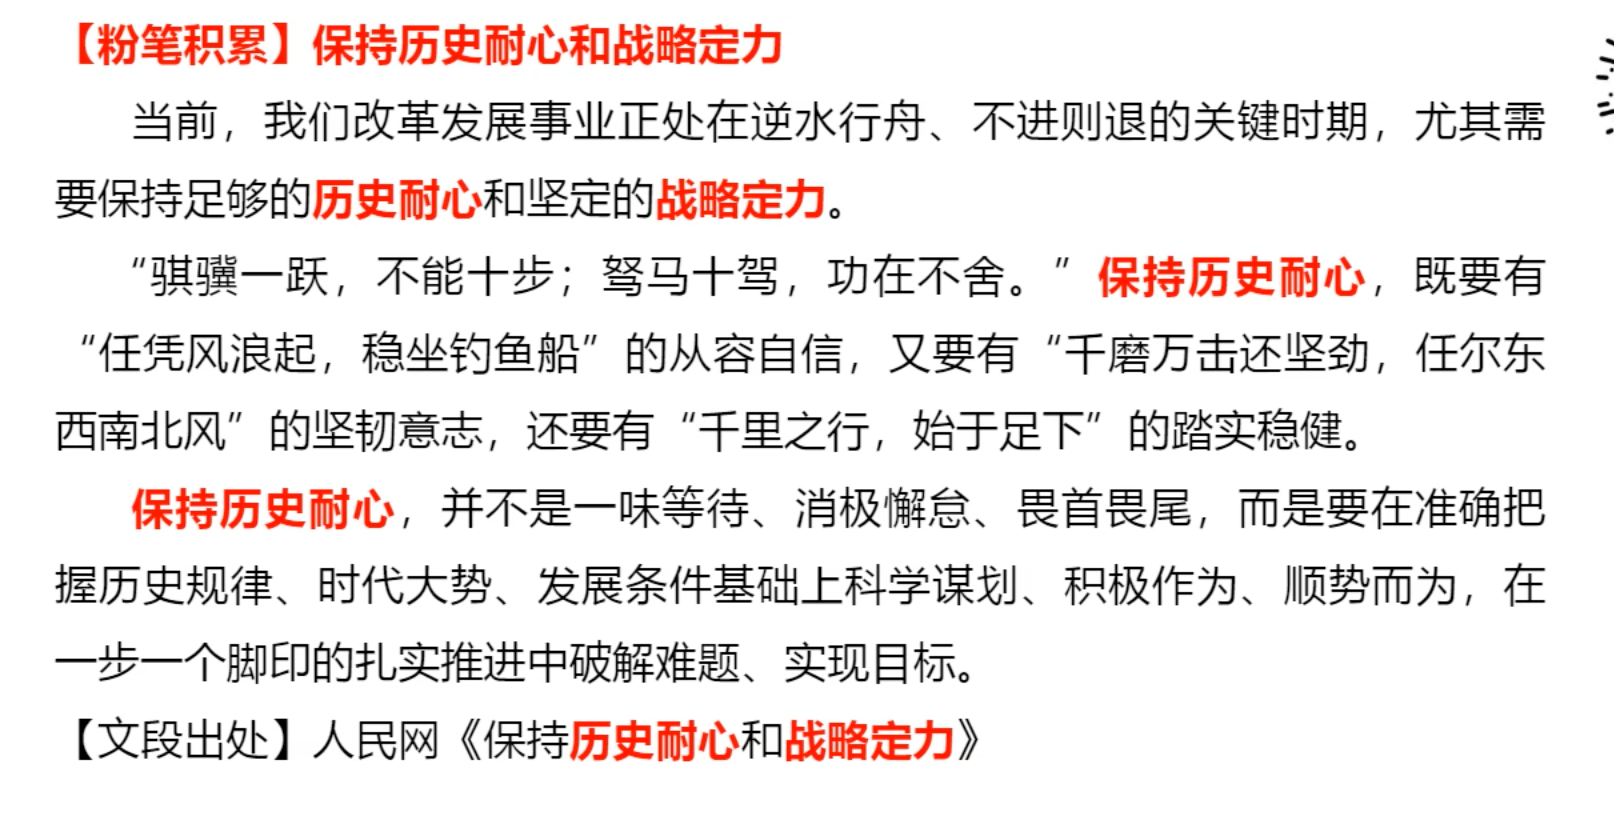 【粉笔积累】保持历史耐心和战略定力
当前，我们改革发展事业正处在逆水行舟、不进则退的关键时期，尤其需
要保持足够的历史耐心和坚定的战略定力。
“骐骥一跃，不能十步；驽马十驾，功在不舍。”保持历史耐心，既要有
“任凭风浪起，稳坐钓鱼船”的从容自信，又要有“千磨万击还坚劲，任尔东
西南北风”的坚韧意志，还要有“千里之行，始于足下”的踏实稳健。
保持历史耐心，并不是一味等待、消极懈怠、畏首畏尾，而是要在准确把
握历史规律、时代大势、发展条件基础上科学谋划、积极作为、顺势而为，在
一步一个脚印的扎实推进中破解难题、实现目标。
【文段出处】人民网《保持历史耐心和战略定力》